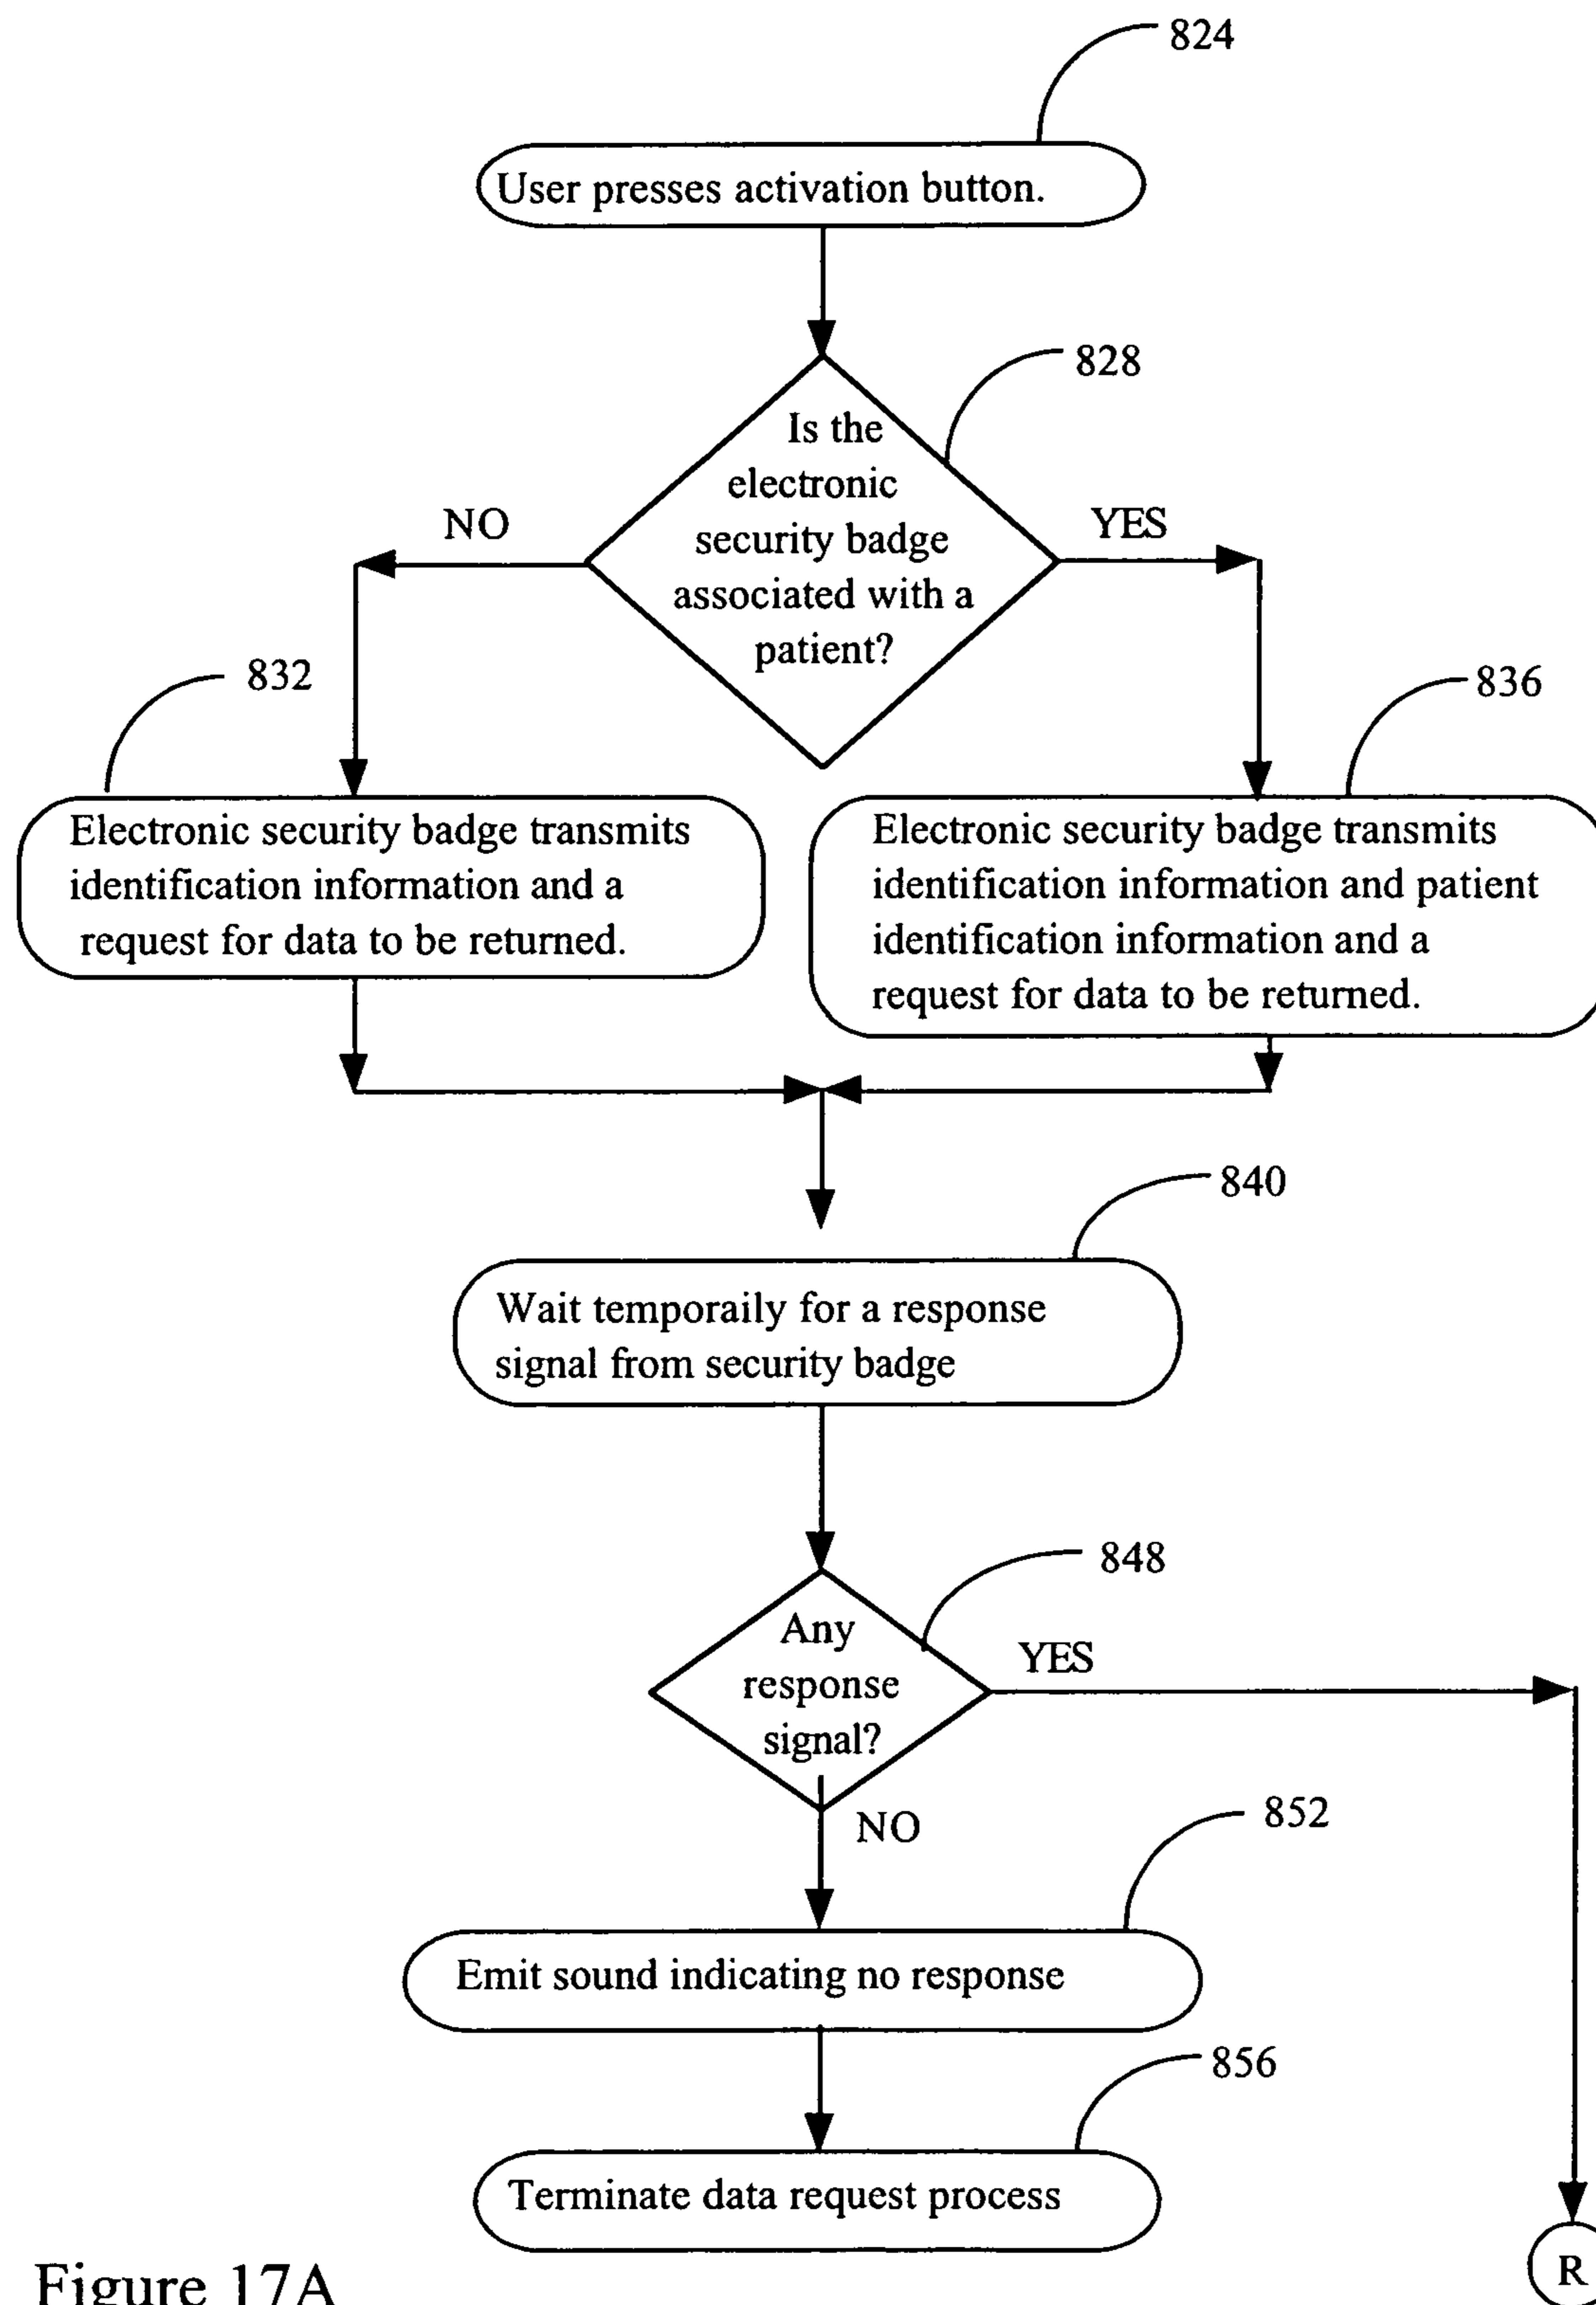 824
User presses activation button.
828
Is the
electronic
security badge
associated with a
patient?
NO
YES
832
836
Electronic security badge transmits
identification information and a
request for data to be returned.
Electronic security badge transmits
identification information and patient
identification information and a
request for data to be returned.
840
Wait temporaily for a response
signal from security badge
848
Any
response
signal?
YES
NO
852
Emit sound indicating no response
856
Terminate data request process
R
Figure 17A